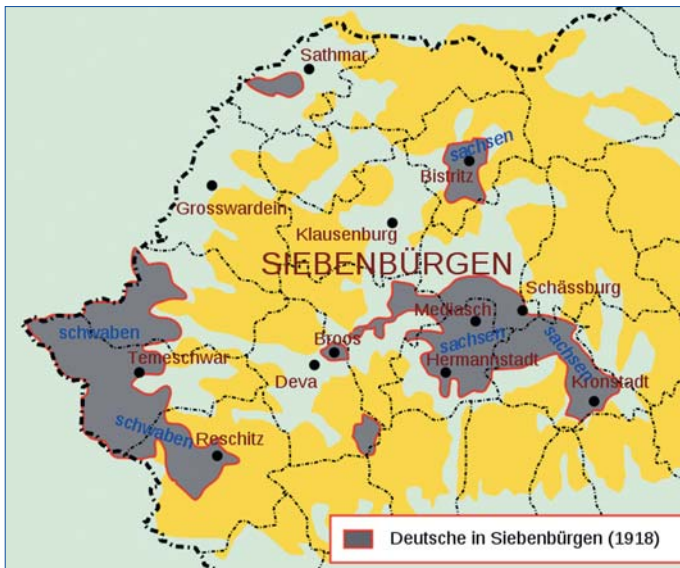 Sathmar
sachsen
Bistritz
Grosswardein
Klausenburg
SIEBENBÜRGEN
Schässburg
Mediasch
schwaben
Broos
sachsen
sachsen
Temeschwar
Deva
Hermannstadt
Kronstadt
schwaben
Reschitz
Deutsche in Siebenbürgen (1918)